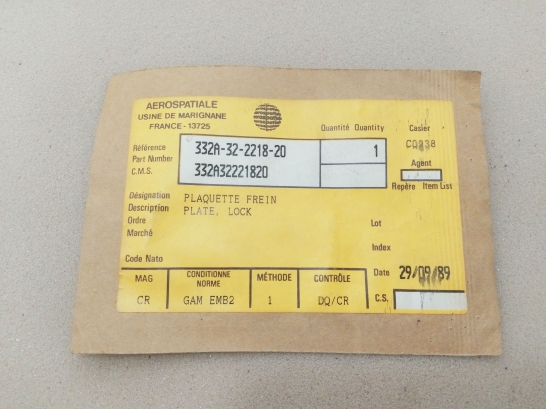 AEROSPATIALE
USINE DE MARIGNANE
FRANCE - 13725
Quantité Quantity
Casier
Référence
Part Number
332A-32-2218-20
1
C0238
C.M.S.
332A32221820
Agent
Repère Item List
Désignation
PLAQUETTE FREIN
Description
PLATE, LOCK
Ordre
Lot
Marché
Index
Code Nato
MAG
CONDITIONNE
NORME
MÉTHODE
CONTRÔLE
Date 29/09/89
CR
GAM EMB2
1
DQ/CR
C.S.